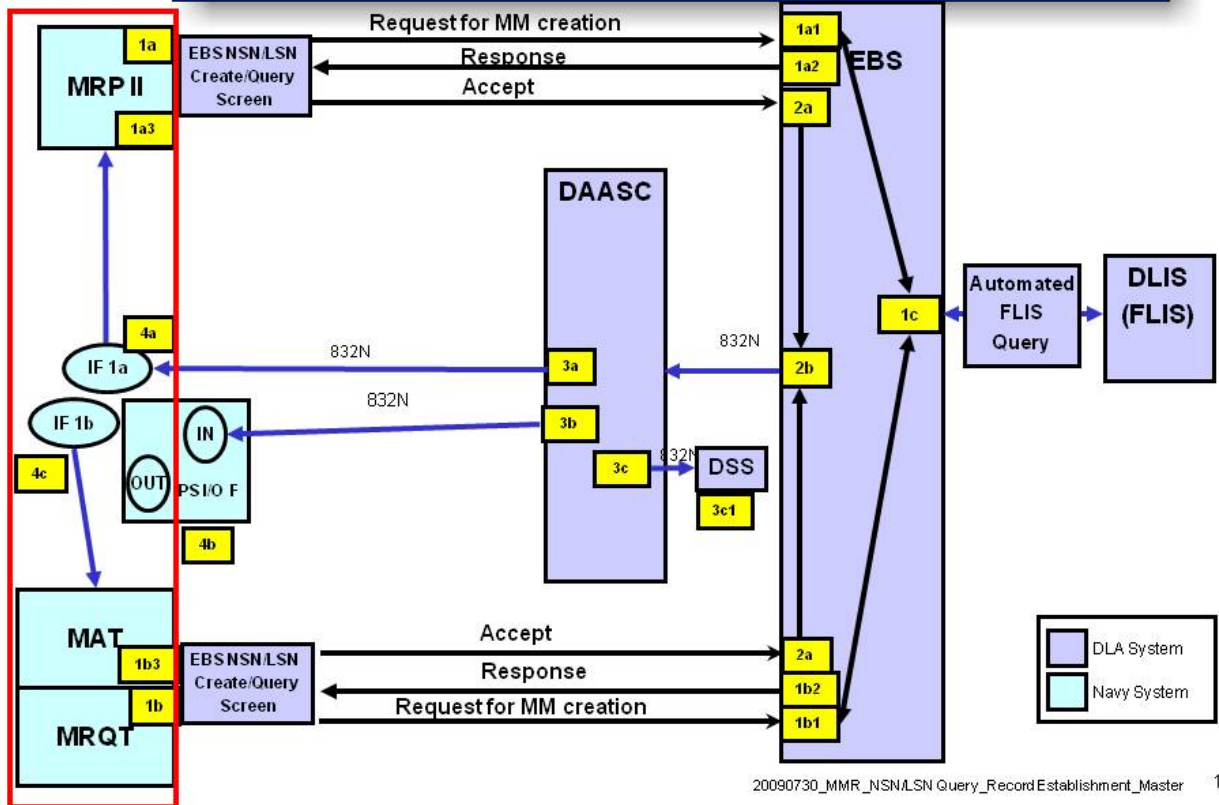 Request for MM creation
1a
1a1
EBS NSN/LSN
Create/Query
Screen
Response
1a2
EBS
MRP II
Accept
2a
1a3
DAASC
Automated
FLIS
Query
DLIS
(FLIS)
1c
4a
832N
832N
IF 1a
3a
2b
832N
IF 1b
IN
3b
4c
OUT
PSI/O F
3c
832N
DSS
3c1
4b
MAT
Accept
2a
1b3
EBS NSN/LSN
Create/Query
Screen
Response
1b2
1b
Request for MM creation
1b1
MRQT
DLA System
Navy System
20090730_MMR_NSN/LSN Query_Record Establishment_Master 1